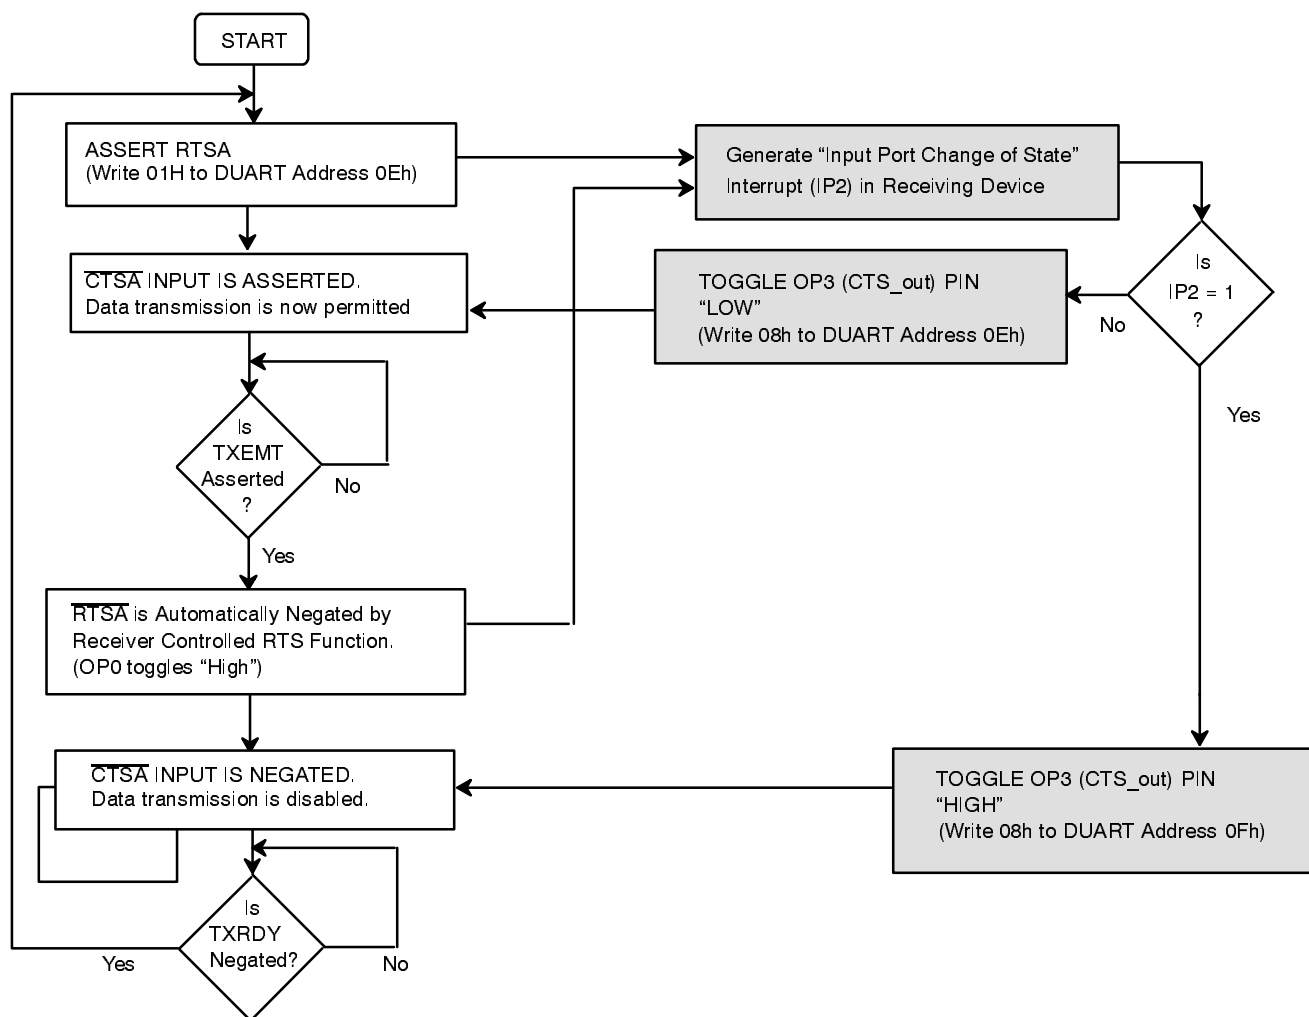 START
ASSERT RTSA
(Write 01H to DUART Address 0Eh)
Generate “Input Port Change of State”
Interrupt (IP2) in Receiving Device
Is
IP2 = 1
?
No
Yes
CTSA INPUT IS ASSERTED.
Data transmission is now permitted
TOGGLE OP3 (CTS_out) PIN
“LOW”
(Write 08h to DUART Address 0Eh)
Is
TXEMT
Asserted
?
No
Yes
RTSA is Automatically Negated by
Receiver Controlled RTS Function.
(OP0 toggles “High”)
CTSA INPUT IS NEGATED.
Data transmission is disabled.
TOGGLE OP3 (CTS_out) PIN
“HIGH”
(Write 08h to DUART Address 0Fh)
Is
TXRDY
Negated?
Yes
No